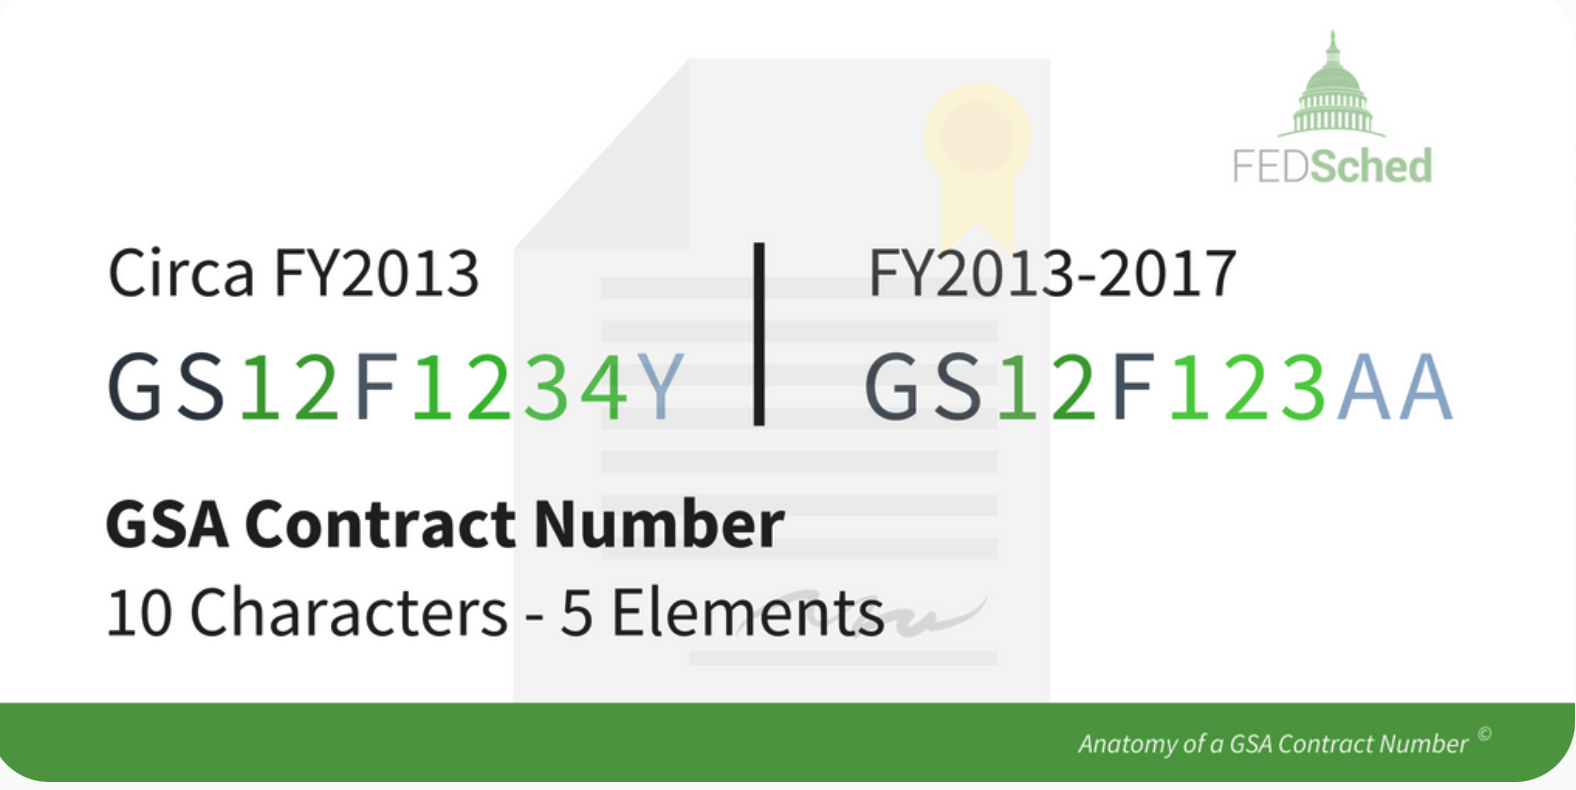 FEDSched
Circa FY2013
GS12F1234Y
FY2013-2017
GS12F123AA
GSA Contract Number
10 Characters - 5 Elements
Anatomy of a GSA Contract Number ©